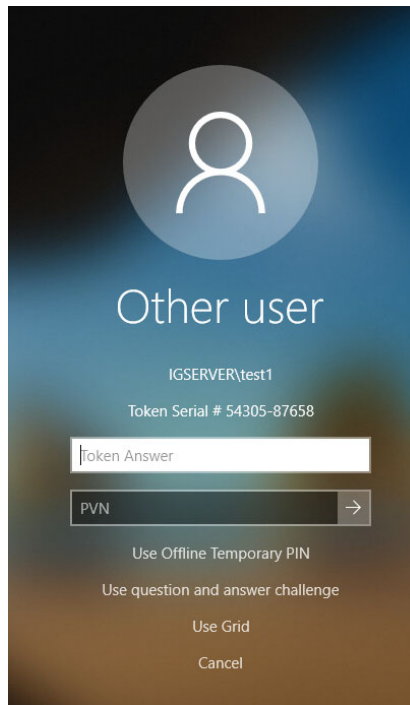 Other user
IGSERVER\test1
Token Serial # 54305-87658
Token Answer
PVN
Use Offline Temporary PIN
Use question and answer challenge
Use Grid
Cancel